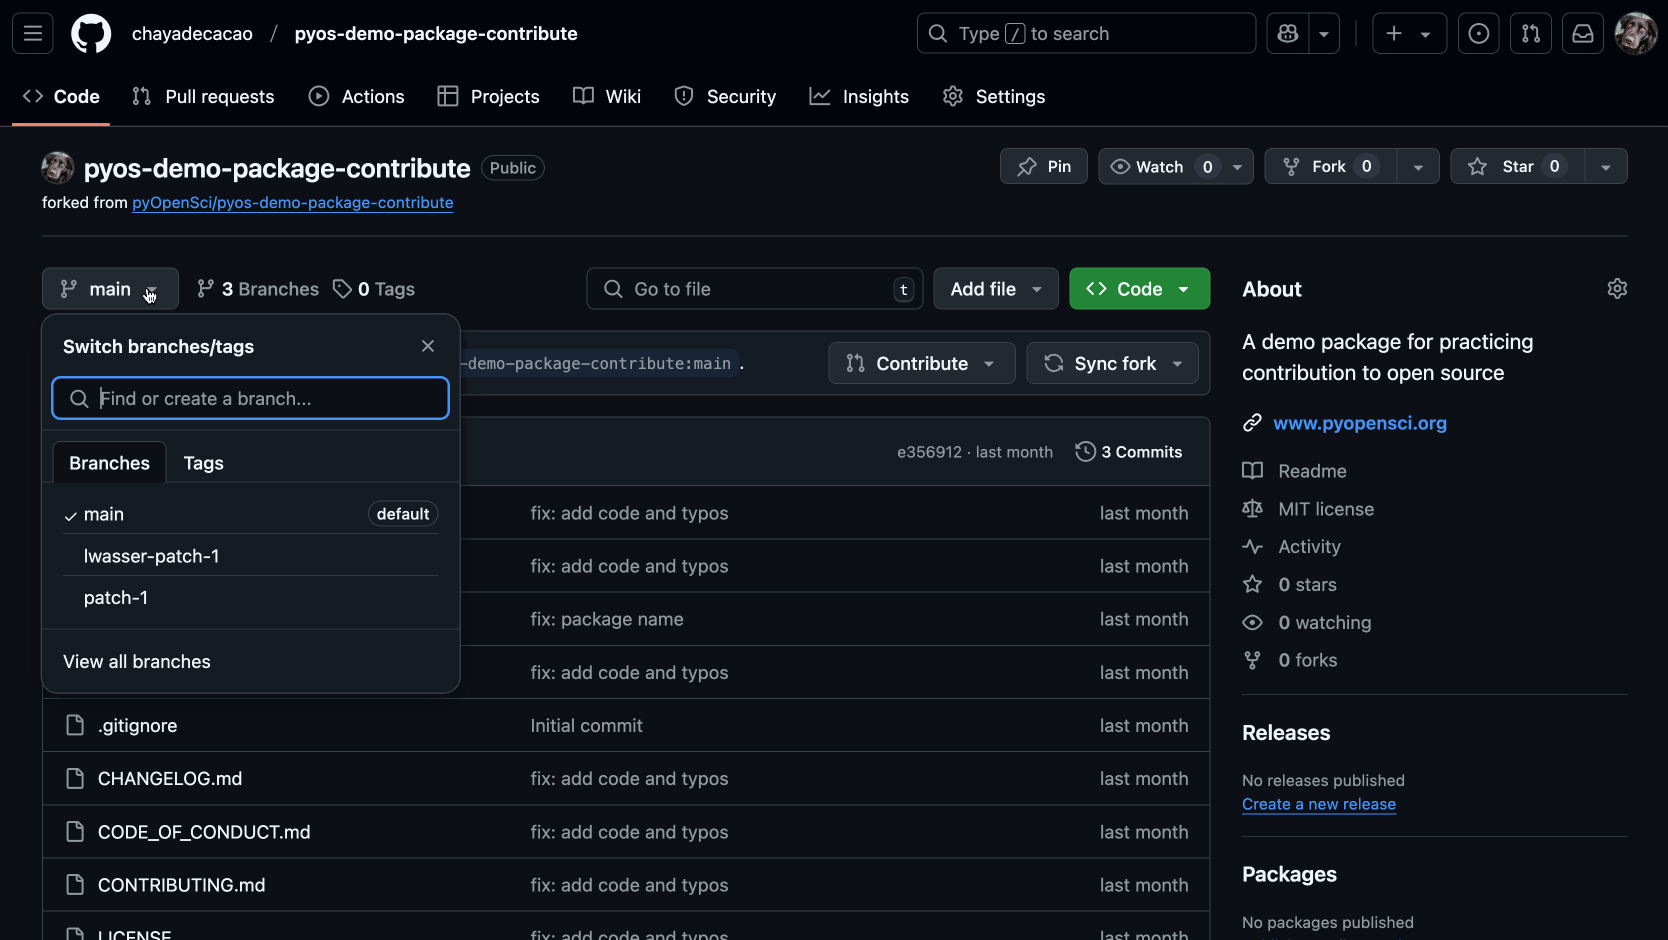 chayadecacao / pyos-demo-package-contribute
Type / to search
Code
Pull requests
Actions
Projects
Wiki
Security
Insights
Settings
pyos-demo-package-contribute Public
Pin
Watch 0
Fork 0
Star 0
forked from pyOpenSci/pyos-demo-package-contribute
main
3 Branches
0 Tags
Go to file t
Add file
Code
Switch branches/tags
Find or create a branch...
Branches
Tags
main default
lwasser-patch-1
patch-1
View all branches
-demo-package-contribute:main.
Contribute
Sync fork
e356912 · last month
3 Commits
fix: add code and typos last month
fix: add code and typos last month
fix: package name last month
fix: add code and typos last month
.gitignore Initial commit last month
CHANGELOG.md fix: add code and typos last month
CODE_OF_CONDUCT.md fix: add code and typos last month
CONTRIBUTING.md fix: add code and typos last month
LICENSE fix: add code and typos last month
About
A demo package for practicing
contribution to open source
www.pyopensci.org
Readme
MIT license
Activity
0 stars
0 watching
0 forks
Releases
No releases published
Create a new release
Packages
No packages published